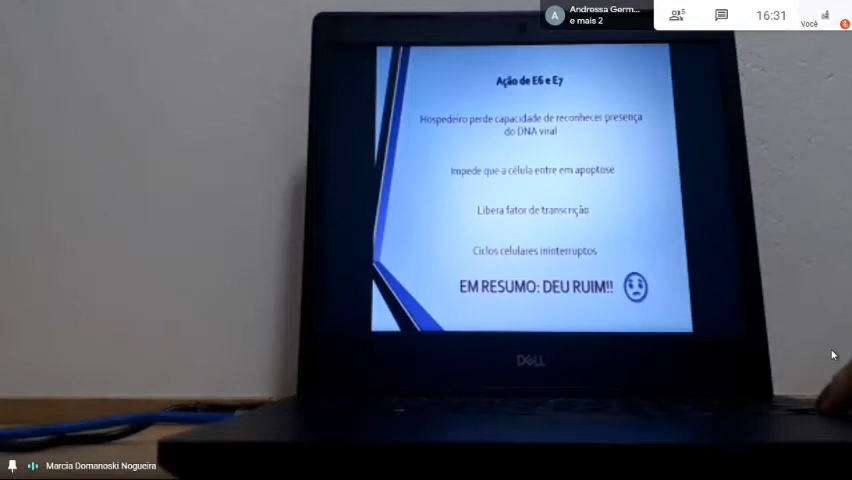 Andressa Germ...
e mais 2
A
5
16:31
Você
Ação de E6 e E7
Hospedeiro perde capacidade de reconhecer presença
do DNA viral
Impede que a célula entre em apoptose
Libera fator de transcrição
Ciclos celulares ininterruptos
EM RESUMO: DEU RUIM!!
DELL
Marcia Domanoski Nogueira